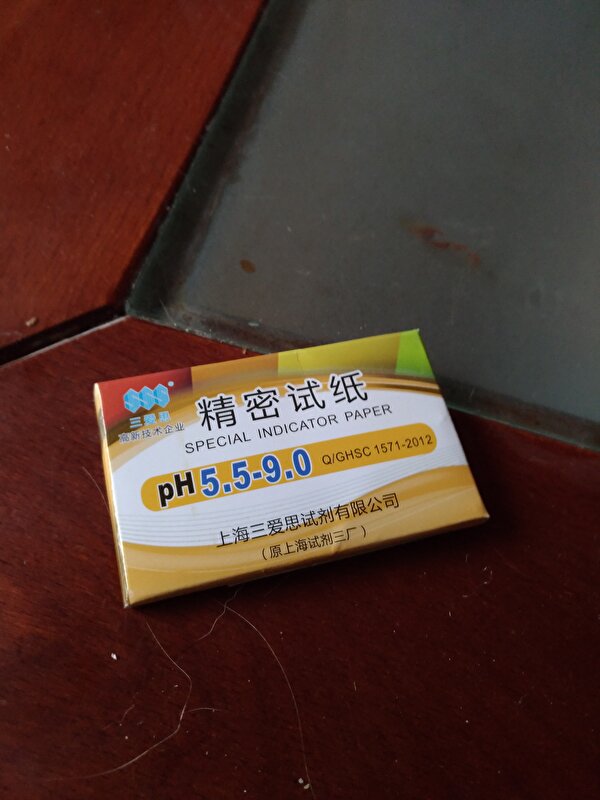 SSS®
三爱思
高新技术企业
精密试纸
SPECIAL INDICATOR PAPER
pH 5.5-9.0 Q/GHSC 1571-2012
上海三爱思试剂有限公司
（原上海试剂三厂）